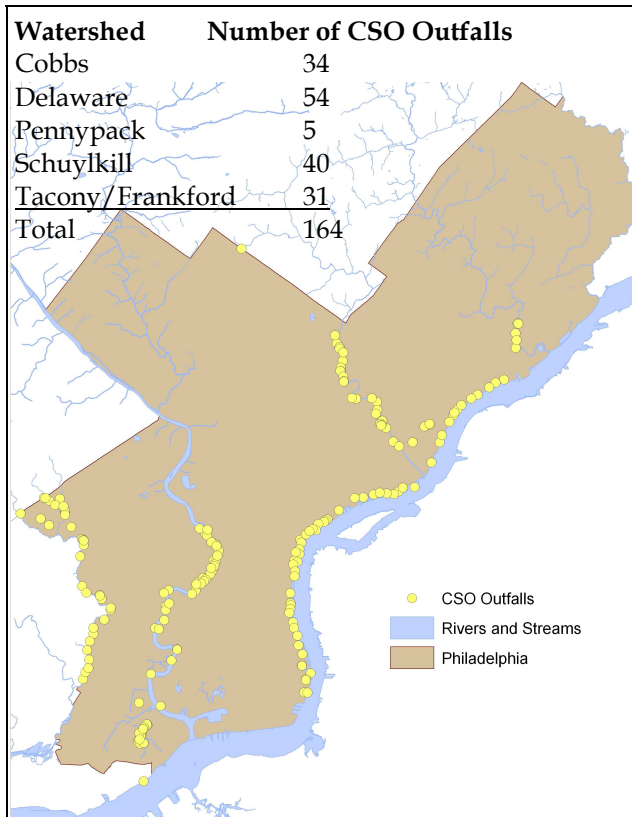 Watershed Number of CSO Outfalls
Cobbs 34
Delaware 54
Pennypack 5
Schuylkill 40
Tacony/Frankford 31
Total 164
CSO Outfalls
Rivers and Streams
Philadelphia